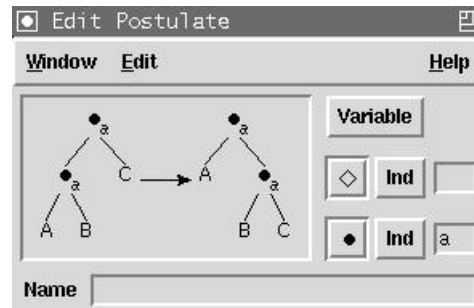 Edit Postulate
Window Edit Help
a a
C A
a a
A B B C
Variable
Ind
Ind a
Name